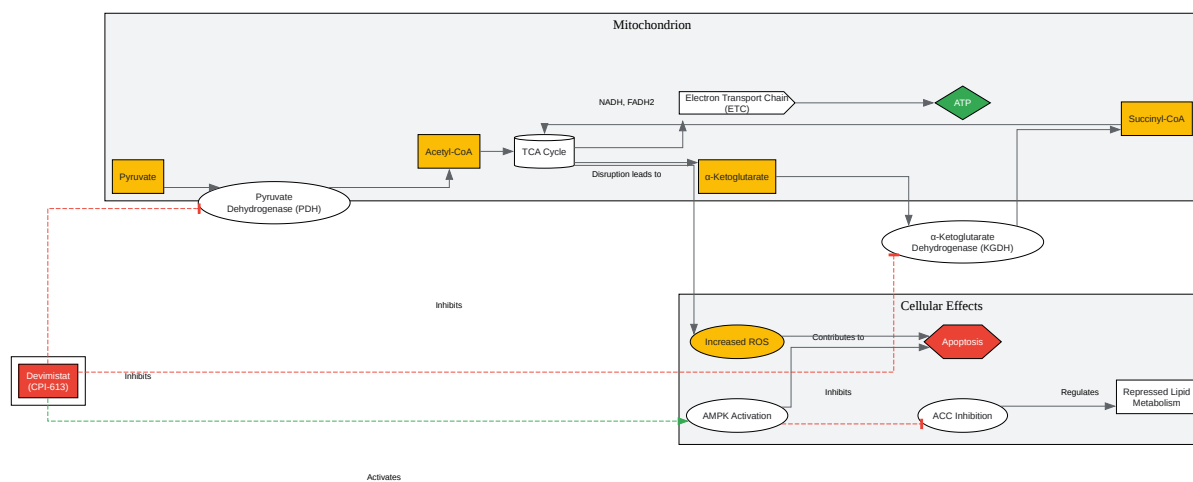 Mitochondrion
NADH, FADH2
Electron Transport Chain
(ETC)
ATP
Succinyl-CoA
Acetyl-CoA
TCA Cycle
Pyruvate
Disruption leads to
α-Ketoglutarate
Pyruvate
Dehydrogenase (PDH)
α-Ketoglutarate
Dehydrogenase (KGDH)
Inhibits
Cellular Effects
Increased ROS
Contributes to
Apoptosis
Devimistat
(CPI-613)
Inhibits
Inhibits
Regulates
Repressed Lipid
Metabolism
AMPK Activation
ACC Inhibition
Activates